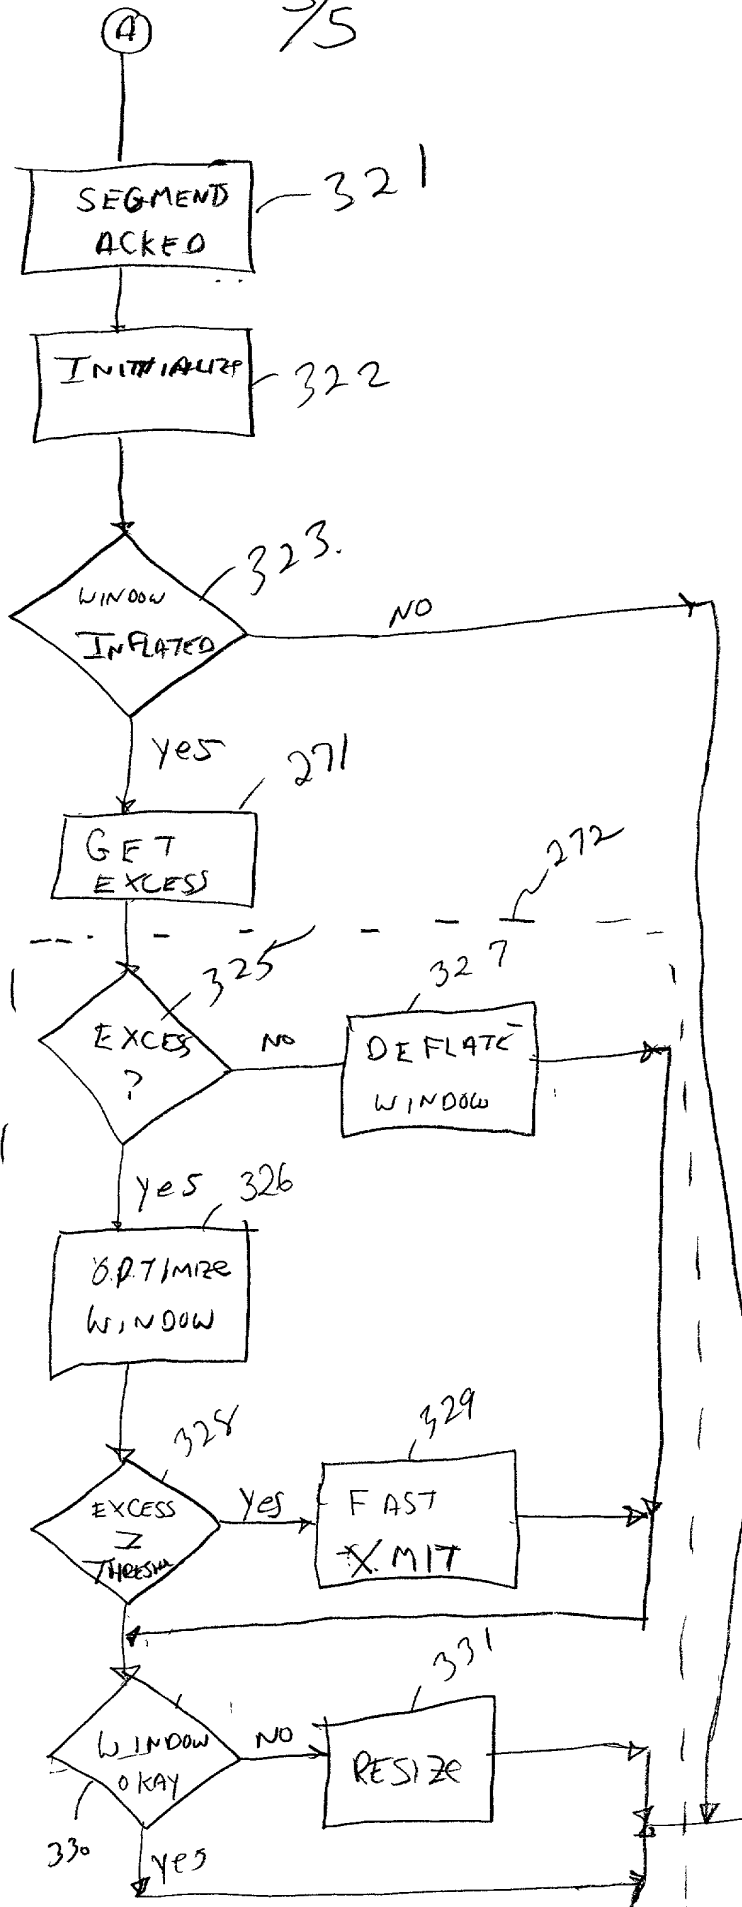 A
3/5
SEGMENT
ACKED
321
INITIALIZE
322
323.
WINDOW
INFLATED
NO
yes
271
GET
EXCESS
272
325
EXCESS
?
NO
327
DEFLATE
WINDOW
yes
326
OPTIMIZE
WINDOW
328
EXCESS
yes
329
FAST
XMIT
331
WINDOW
OKAY
NO
RESIZE
330
yes